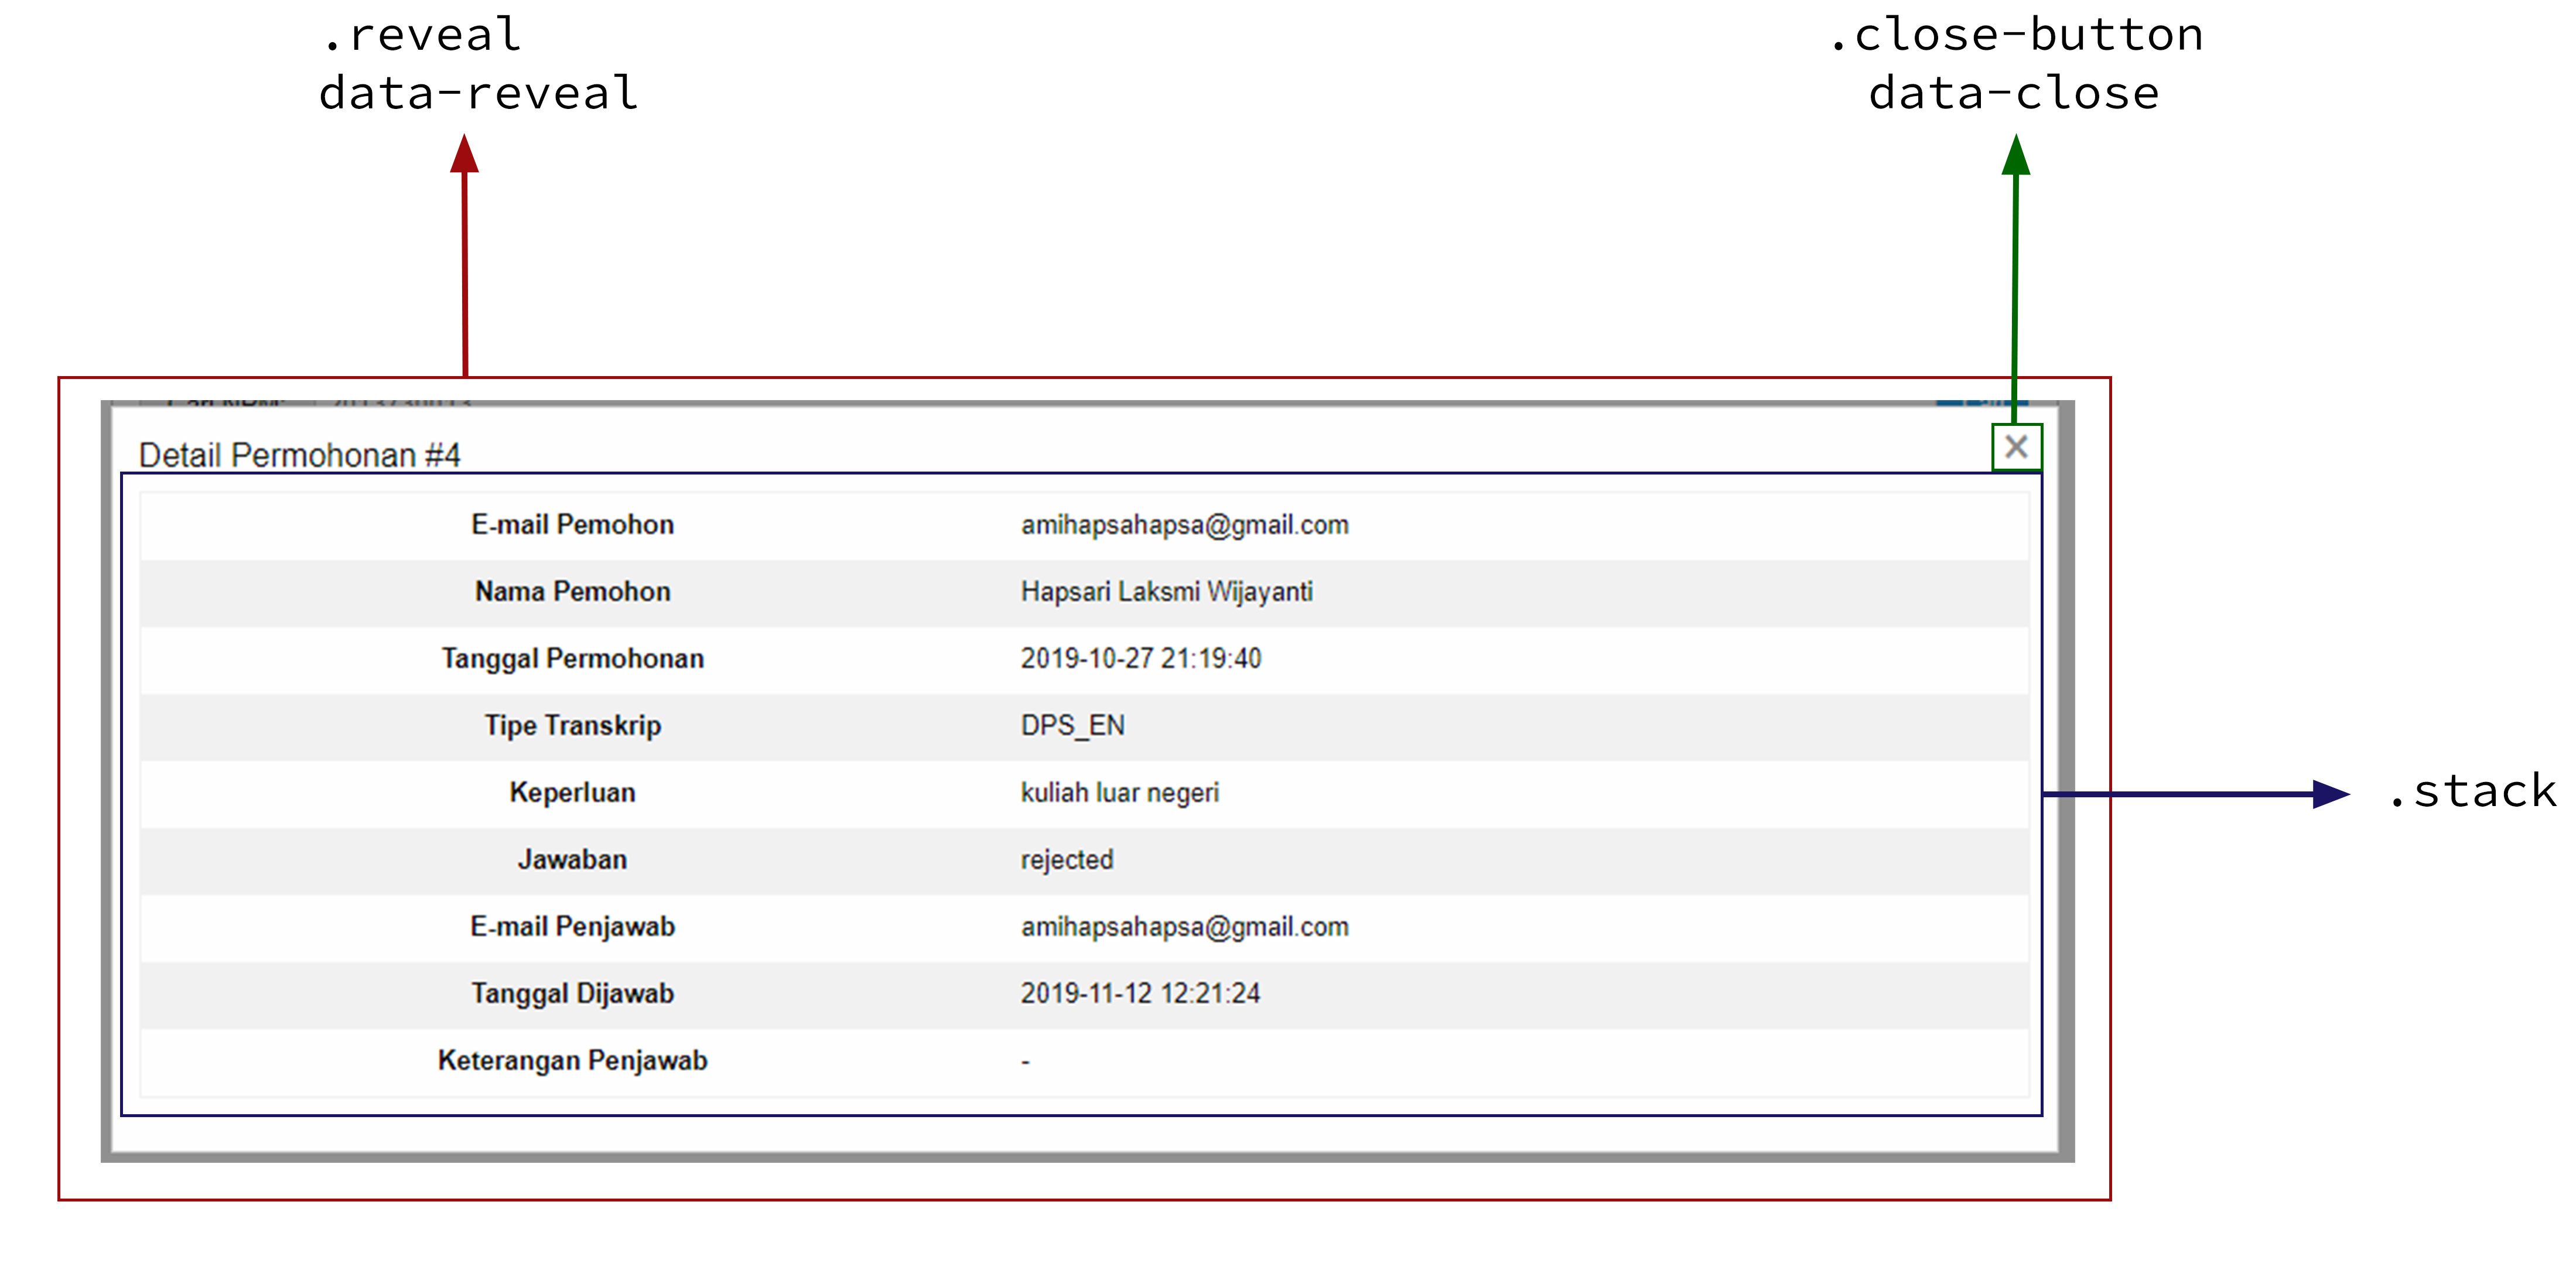 .reveal
data-reveal
.close-button
data-close
Detail Permohonan #4
×
E-mail Pemohon amihapsahapsa@gmail.com
Nama Pemohon Hapsari Laksmi Wijayanti
Tanggal Permohonan 2019-10-27 21:19:40
Tipe Transkrip DPS_EN
Keperluan kuliah luar negeri
.stack
Jawaban rejected
E-mail Penjawab amihapsahapsa@gmail.com
Tanggal Dijawab 2019-11-12 12:21:24
Keterangan Penjawab -